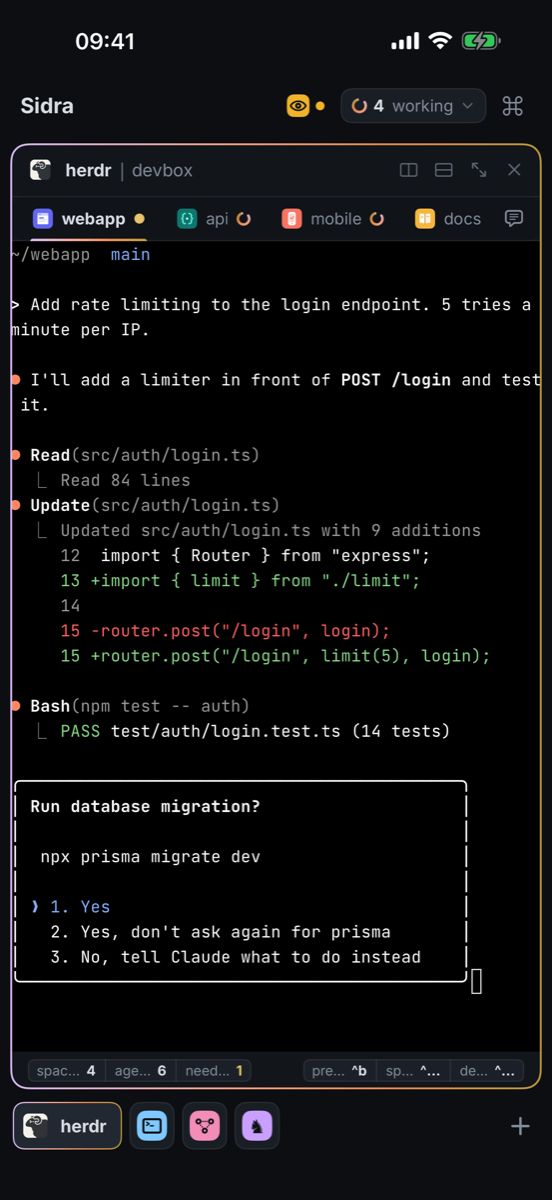 09:41
Sidra
4 working
herdr | devbox
webapp api mobile docs
~/webapp main
> Add rate limiting to the login endpoint. 5 tries a
minute per IP.
● I'll add a limiter in front of POST /login and test
it.
● Read(src/auth/login.ts)
⎿ Read 84 lines
● Update(src/auth/login.ts)
⎿ Updated src/auth/login.ts with 9 additions
12 import { Router } from "express";
13 +import { limit } from "./limit";
14
15 -router.post("/login", login);
15 +router.post("/login", limit(5), login);
● Bash(npm test -- auth)
⎿ PASS test/auth/login.test.ts (14 tests)
Run database migration?
npx prisma migrate dev
❯ 1. Yes
2. Yes, don't ask again for prisma
3. No, tell Claude what to do instead
spac... 4 age... 6 need... 1 pre... ^b sp... ^... de... ^...
herdr